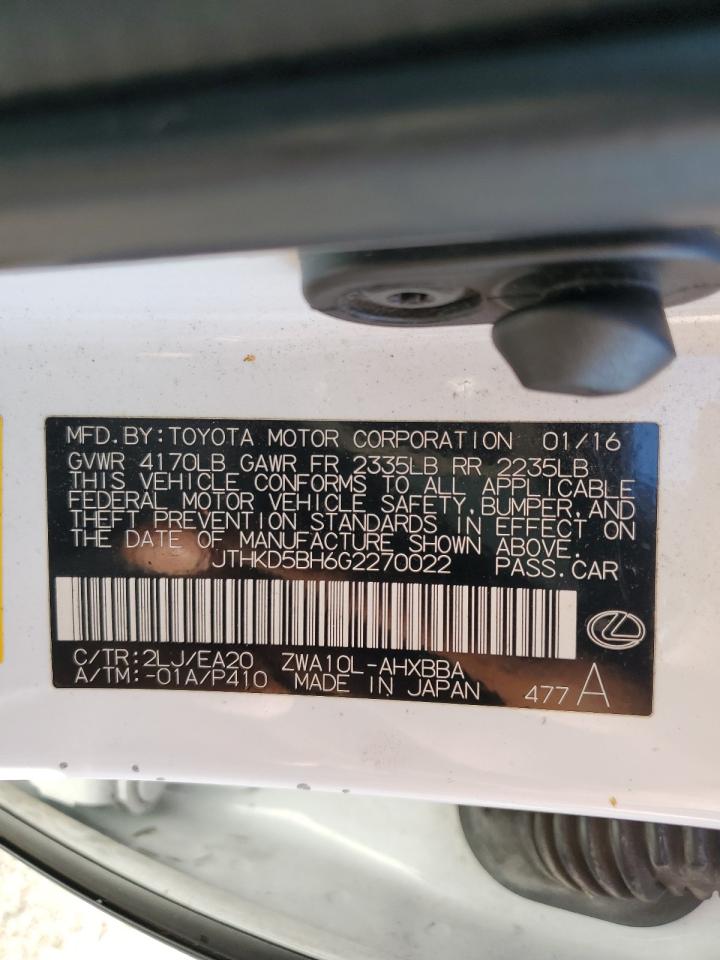 MFD. BY: TOYOTA MOTOR CORPORATION 01/16
GVWR 4170LB GAWR FR 2335LB RR 2235LB
THIS VEHICLE CONFORMS TO ALL APPLICABLE
FEDERAL MOTOR VEHICLE SAFETY, BUMPER, AND
THEFT PREVENTION STANDARDS IN EFFECT ON
THE DATE OF MANUFACTURE SHOWN ABOVE.
JTHKD5BH6G2270022 PASS.CAR
C/TR: 2LJ/EA20 ZWA10L-AHXBBA
A/TM: -01A/P410 MADE IN JAPAN 477 A